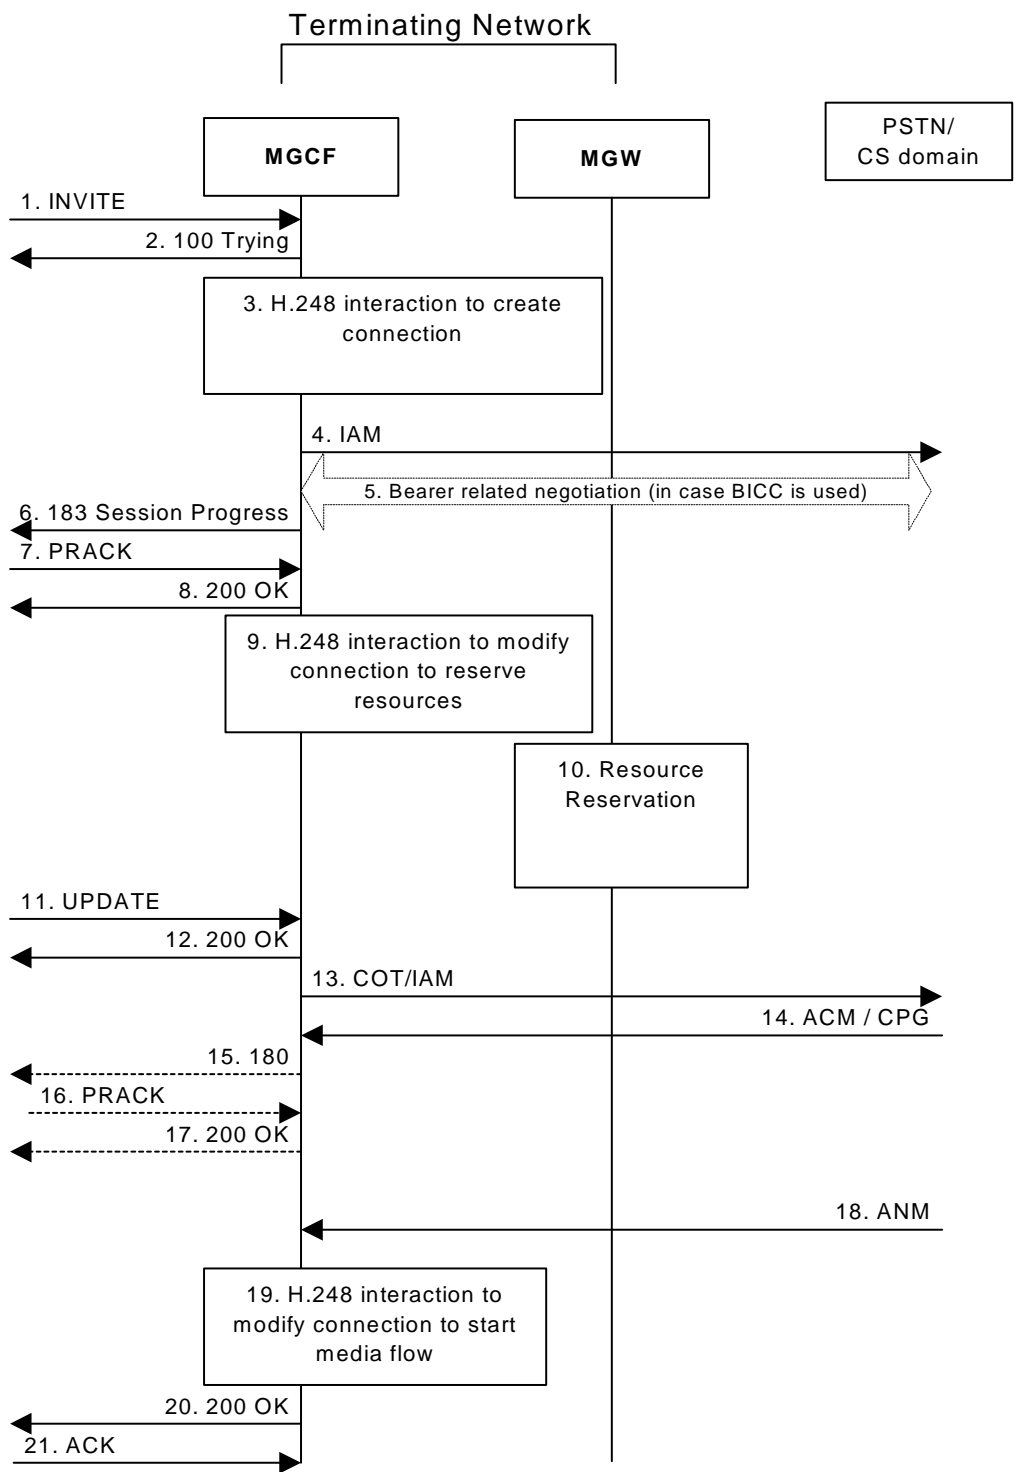 Terminating Network
MGCF
MGW
PSTN/
CS domain
1. INVITE
2. 100 Trying
3. H.248 interaction to create
connection
4. IAM
5. Bearer related negotiation (in case BICC is used)
6. 183 Session Progress
7. PRACK
8. 200 OK
9. H.248 interaction to modify
connection to reserve
resources
10. Resource
Reservation
11. UPDATE
12. 200 OK
13. COT/IAM
14. ACM / CPG
15. 180
16. PRACK
17. 200 OK
18. ANM
19. H.248 interaction to
modify connection to start
media flow
20. 200 OK
21. ACK